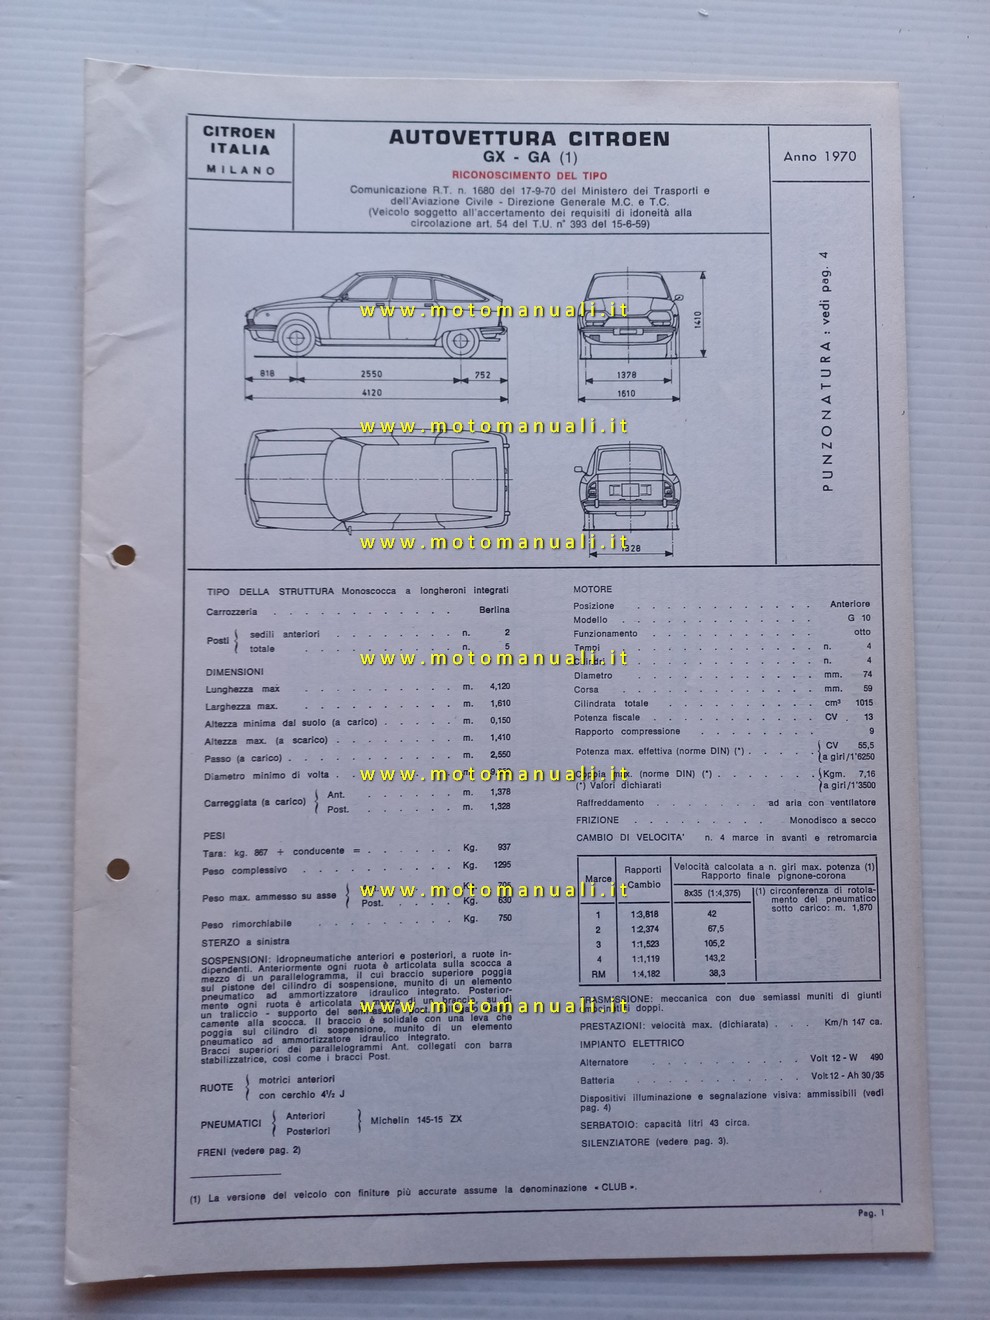 CITROEN
ITALIA
MILANO
AUTOVETTURA CITROEN
GX - GA (1)
RICONOSCIMENTO DEL TIPO
Comunicazione R.T. n. 1680 del 17-9-70 del Ministero dei Trasporti e
dell'Aviazione Civile - Direzione Generale M.C. e T.C.
(Veicolo soggetto all'accertamento dei requisiti di idoneità alla
circolazione art. 54 del T.U. n° 393 del 15-6-59)
Anno 1970
PUNZONATURA: vedi pag. 4
www.motomanuali.it
1410
818 2550 752
4120
1378
1610
www.motomanuali.it
www.motomanuali.it
1328
TIPO DELLA STRUTTURA Monoscocca a longheroni integrati
Carrozzeria . . . . . . . . . . . . Berlina
Posti { sedili anteriori . . . . . . . . . n. 2
totale . . . . . . . . . . . n. 5
www.motomanuali.it
DIMENSIONI
Lunghezza max . . . . . . . . . . m. 4,120
Larghezza max. . . . . . . . . . . m. 1,610
Altezza minima dal suolo (a carico) . . . . . m. 0,150
Altezza max. (a scarico) . . . . . . . . m. 1,410
Passo (a carico) . . . . . . . . . . . m. 2,550
Diametro minimo di volta . .
www.motomanuali.it
Carreggiata (a carico) { Ant. . . . . . . . . m. 1,378
Post. . . . . . . . . m. 1,328
PESI
Tara: kg. 867 + conducente = . . . . . . Kg. 937
Peso complessivo . . . . . . . . . . Kg. 1295
Peso max. ammesso su asse {
www.motomanuali.it
Post. . . . . . Kg. 630
Peso rimorchiabile . . . . . . . . . . Kg. 750
STERZO a sinistra
SOSPENSIONI: idropneumatiche anteriori e posteriori, a ruote in-
dipendenti. Anteriormente ogni ruota è articolata sulla scocca a
mezzo di un parallelogramma, il cui braccio superiore poggia
sul pistone del cilindro di sospensione, munito di un elemento
pneumatico ad ammortizzatore idraulico integrato. Posterior-
mente ogni ruota è articolata a mezzo di un braccio su di
un traliccio - supporto del
www.motomanuali.it
camente alla scocca. Il braccio è solidale con una leva che
poggia sul cilindro di sospensione, munito di un elemento
pneumatico ad ammortizzatore idraulico integrato.
Bracci superiori dei parallelogrammi Ant. collegati con barra
stabilizzatrice, così come i bracci Post.
RUOTE { motrici anteriori
con cerchio 4½ J
PNEUMATICI { Anteriori
Posteriori } Michelin 145-15 ZX
FRENI (vedere pag. 2)
MOTORE
Posizione . . . . . . . . . . . . Anteriore
Modello . . . . . . . . . . . . . G 10
Funzionamento . . . . . . . . . . . otto
Tempi . . . . . . . . . . . n. 4
Cilindri . . . . . . . . . . . n. 4
Diametro . . . . . . . . . . . mm. 74
Corsa . . . . . . . . . . . mm. 59
Cilindrata totale . . . . . . . . . cm³ 1015
Potenza fiscale . . . . . . . . . . CV . 13
Rapporto compressione . . . . . . . . . 9
Potenza max. effettiva (norme DIN) (*) . . . . . { CV 55,5
a giri/1'6250
Coppia max. (norme DIN) (*) . . . . . . . { Kgm. 7,16
(*) Valori dichiarati a giri/1'3500
Raffreddamento . . . . . . . ad aria con ventilatore
FRIZIONE . . . . . . . . . Monodisco a secco
CAMBIO DI VELOCITA' n. 4 marce in avanti e retromarcia
Marce Rapporti Cambio Velocità calcolata a n. giri max. potenza (1)
Rapporto finale pignone-corona
8x35 (1:4,375) (1) circonferenza di rotola-
mento del pneumatico
sotto carico: m. 1,870
1 1:3,818 42
2 1:2,374 67,5
3 1:1,523 105,2
4 1:1,119 143,2
RM 1:4,182 38,3
TRASMISSIONE: meccanica con due semiassi muniti di giunti
doppi.
PRESTAZIONI: velocità max. (dichiarata) . . . Km/h 147 ca.
IMPIANTO ELETTRICO
Alternatore . . . . . . . . Volt 12 - W 490
Batteria . . . . . . . . . . Volt 12 - Ah 30/35
Dispositivi illuminazione e segnalazione visiva: ammissibili (vedi
pag. 4)
SERBATOIO: capacità litri 43 circa.
SILENZIATORE (vedere pag. 3).
(1) La versione del veicolo con finiture più accurate assume la denominazione « CLUB ».
Pag. 1